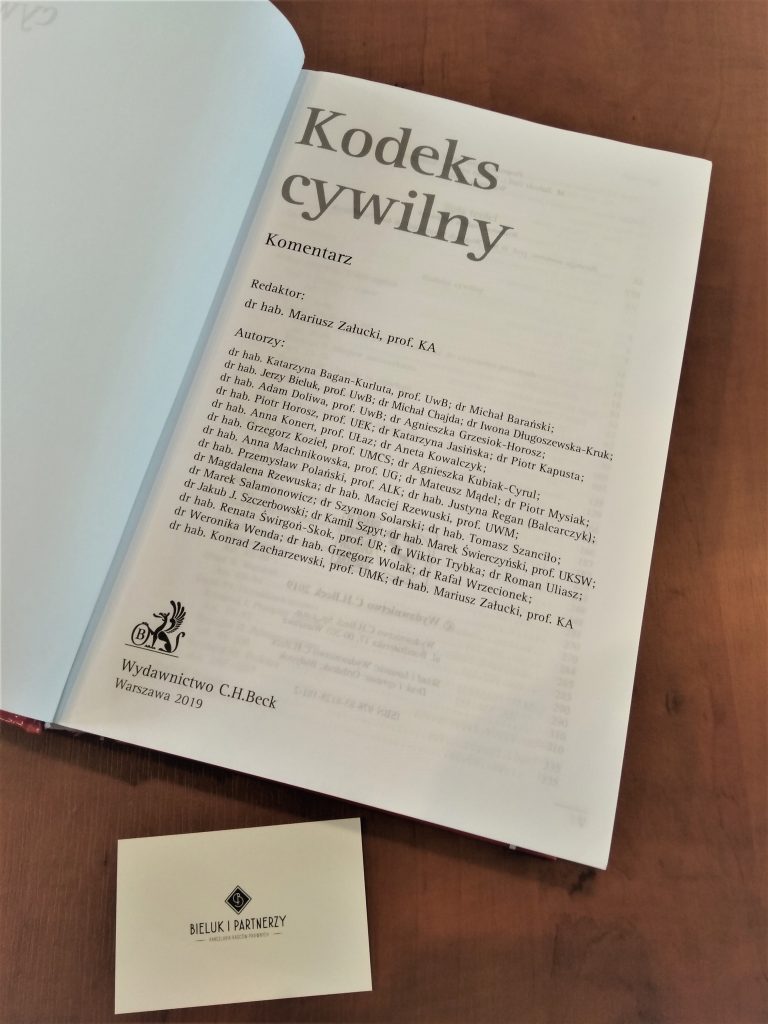 Kodeks
cywilny
Komentarz
Redaktor:
dr hab. Mariusz Załucki, prof. KA
Autorzy:
dr hab. Katarzyna Bagan-Kurluta, prof. UwB; dr Michał Barański;
dr hab. Jerzy Bieluk, prof. UwB; dr Michał Chajda; dr Iwona Długoszewska-Kruk;
dr hab. Adam Doliwa, prof. UwB; dr Agnieszka Grzesiok-Horosz;
dr hab. Piotr Horosz, prof. UEK; dr Katarzyna Jasińska; dr Piotr Kapusta;
dr hab. Anna Konert, prof. UŁaz; dr Aneta Kowalczyk;
dr hab. Grzegorz Kozieł, prof. UMCS; dr Agnieszka Kubiak-Cyrul;
dr hab. Anna Machnikowska, prof. UG; dr Mateusz Mądel; dr Piotr Mysiak;
dr hab. Przemysław Polański, prof. ALK; dr hab. Justyna Regan (Balcarczyk);
dr Magdalena Rzewuska; dr hab. Maciej Rzewuski, prof. UWM;
dr Marek Salamonowicz; dr Szymon Solarski; dr hab. Tomasz Szanciło;
dr Jakub J. Szczerbowski; dr Kamil Szpyt; dr hab. Marek Świerczyński, prof. UKSW;
dr hab. Renata Świrgoń-Skok, prof. UR; dr Wiktor Trybka; dr Roman Uliasz;
dr Weronika Wenda; dr hab. Grzegorz Wolak; dr Rafał Wrzecionek;
dr hab. Konrad Zacharzewski, prof. UMK; dr hab. Mariusz Załucki, prof. KA
B
Wydawnictwo C.H.Beck
Warszawa 2019
BIELUK I PARTNERZY
KANCELARIA RADCÓW PRAWNYCH